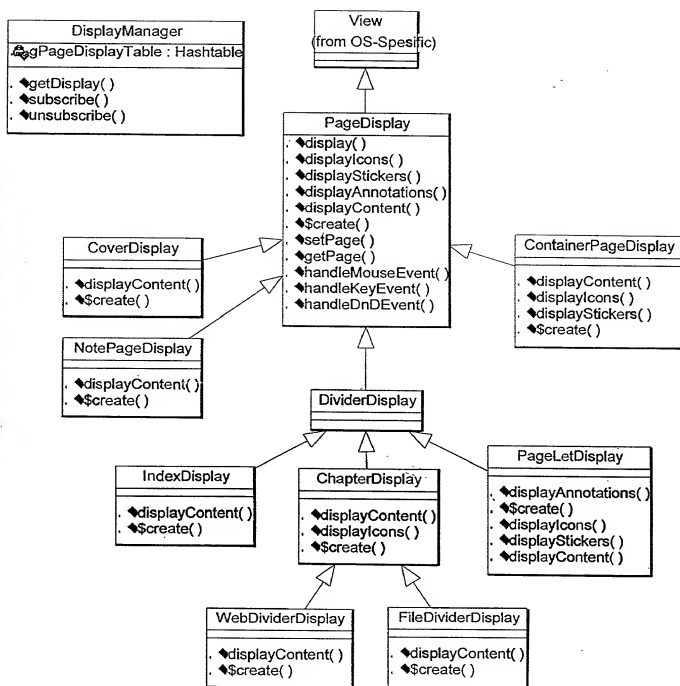 DisplayManager
gPageDisplayTable : Hashtable
getDisplay( )
subscribe( )
unsubscribe( )
View
(from OS-Spesific)
PageDisplay
display( )
displayIcons( )
displayStickers( )
displayAnnotations( )
displayContent( )
$create( )
setPage( )
getPage( )
handleMouseEvent( )
handleKeyEvent( )
handleDnDEvent( )
CoverDisplay
displayContent( )
$create( )
ContainerPageDisplay
displayContent( )
displayIcons( )
displayStickers( )
$create( )
NotePageDisplay
displayContent( )
$create( )
DividerDisplay
IndexDisplay
displayContent( )
$create( )
ChapterDisplay
displayContent( )
displayIcons( )
$create( )
PageLetDisplay
displayAnnotations( )
$create( )
displayIcons( )
displayStickers( )
displayContent( )
WebDividerDisplay
displayContent( )
$create( )
FileDividerDisplay
displayContent( )
$create( )